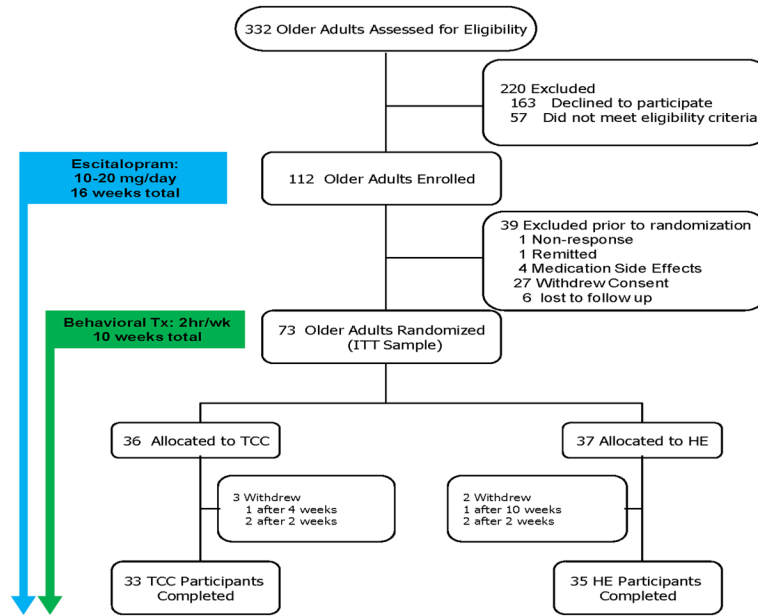 332 Older Adults Assessed for Eligibility
220 Excluded
163 Declined to participate
57 Did not meet eligibility criteria
Escitalopram:
10-20 mg/day
16 weeks total
112 Older Adults Enrolled
39 Excluded prior to randomization
1 Non-response
1 Remitted
4 Medication Side Effects
27 Withdrew Consent
6 lost to follow up
Behavioral Tx: 2hr/wk
10 weeks total
73 Older Adults Randomized
(ITT Sample)
36 Allocated to TCC
37 Allocated to HE
3 Withdrew
1 after 4 weeks
2 after 2 weeks
2 Withdrew
1 after 10 weeks
2 after 2 weeks
33 TCC Participants
Completed
35 HE Participants
Completed